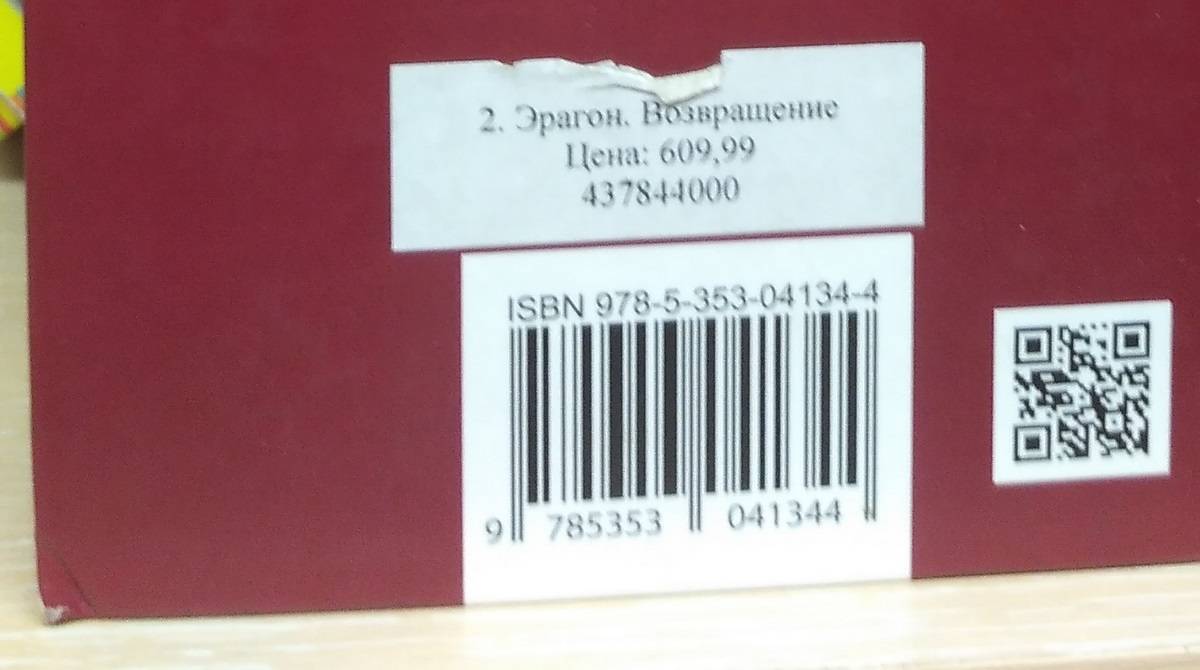 2. Эрагон. Возвращение
Цена: 609,99
437844000
ISBN 978-5-353-04134-4
9 785353 041344